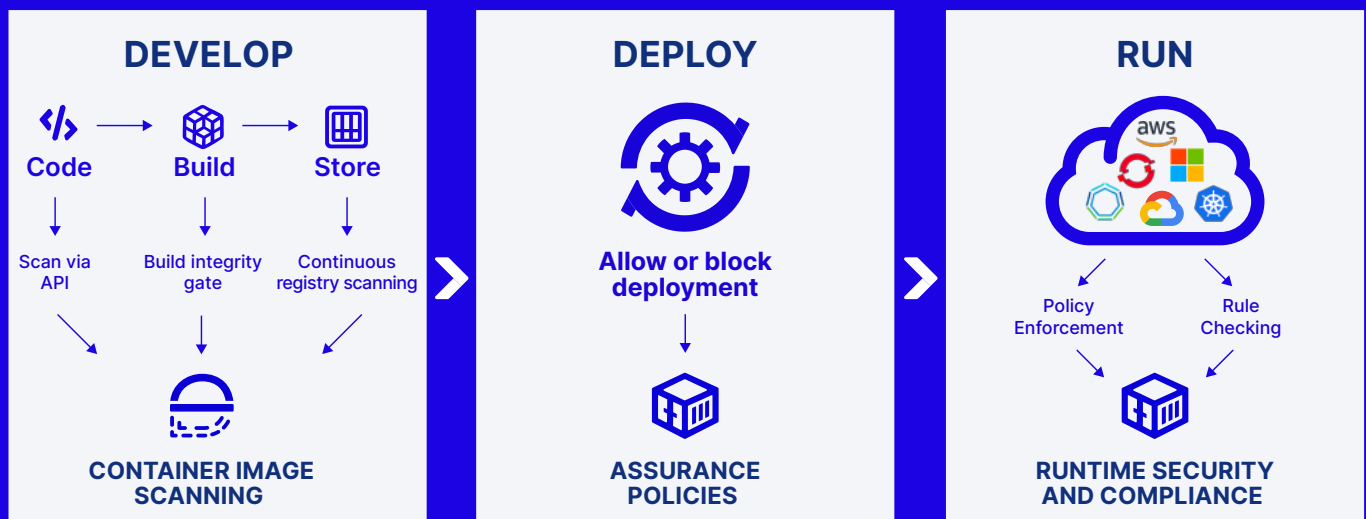 DEVELOP
Code
Build
Store
Scan via
API
Build integrity
gate
Continuous
registry scanning
CONTAINER IMAGE
SCANNING
DEPLOY
Allow or block
deployment
ASSURANCE
POLICIES
RUN
aws
Policy
Enforcement
Rule
Checking
RUNTIME SECURITY
AND COMPLIANCE